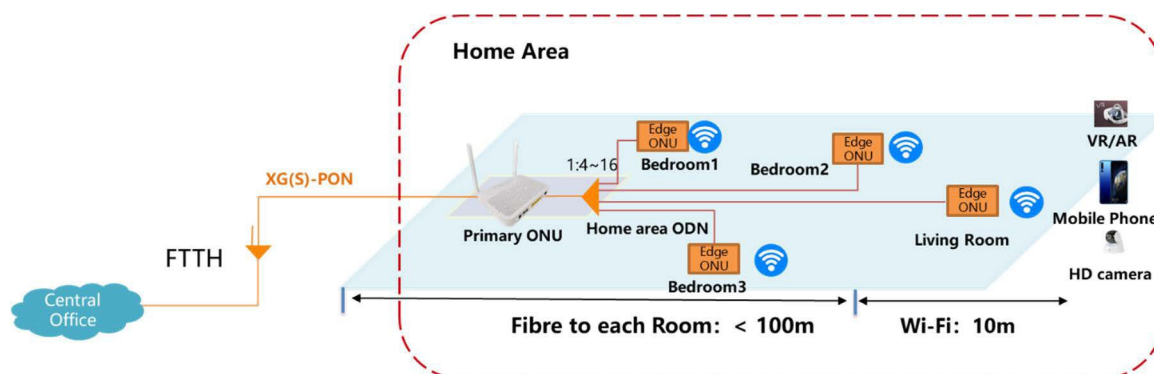 Home Area
VR
VR/AR
Edge
ONU
Bedroom1
Edge
ONU
Bedroom2
1:4~16
XG(S)-PON
Edge
ONU
Living Room
Mobile Phone
Primary ONU
Home area ODN
FTTH
Edge
ONU
Bedroom3
HD camera
Central
Office
Fibre to each Room: < 100m
Wi-Fi: 10m